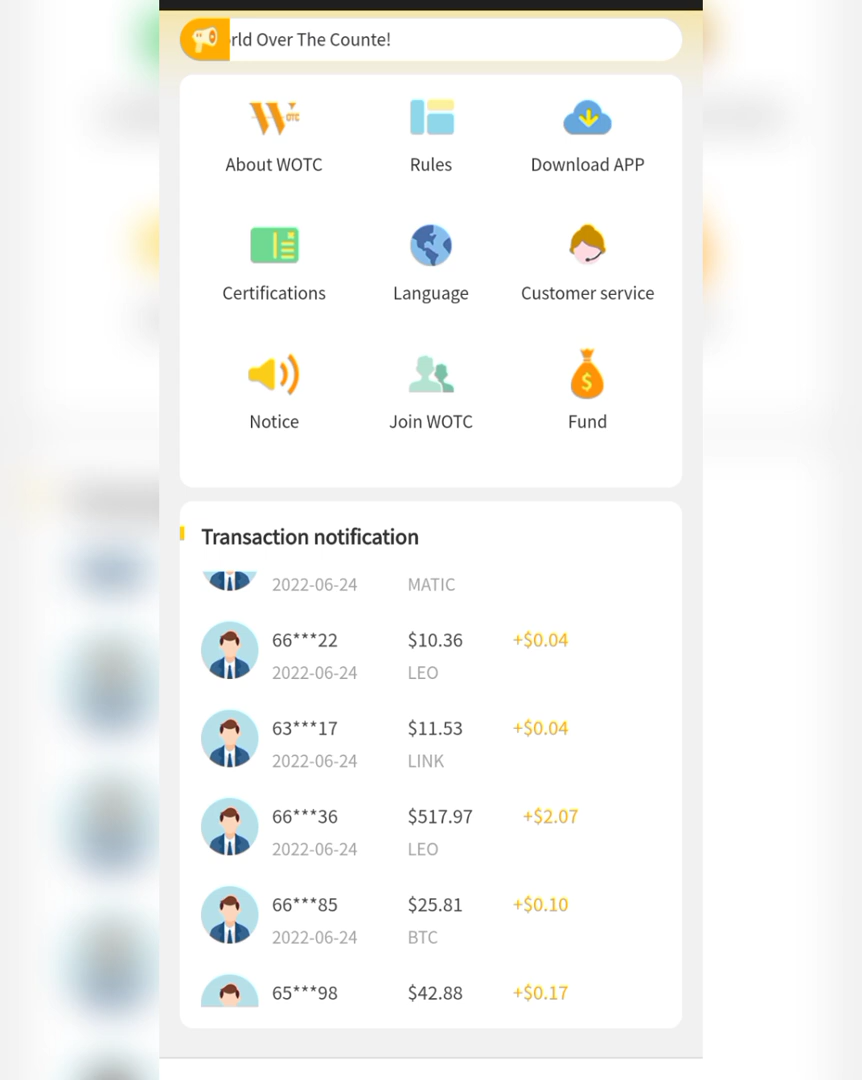 rld Over The Counte!
OTC
About WOTC
Rules
Download APP
Certifications
Language
Customer service
$
Notice
Join WOTC
Fund
Transaction notification
2022-06-24 MATIC
66***22 $10.36 +$0.04
2022-06-24 LEO
63***17 $11.53 +$0.04
2022-06-24 LINK
66***36 $517.97 +$2.07
2022-06-24 LEO
66***85 $25.81 +$0.10
2022-06-24 BTC
65***98 $42.88 +$0.17